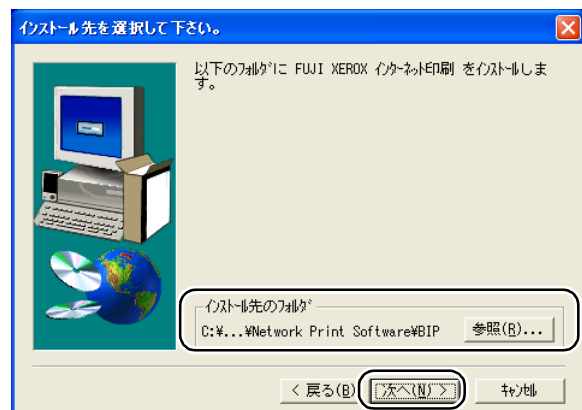 インストール先を選択して下さい。
以下のフォルダに FUJI XEROX インターネット印刷 をインストールしま
す。
インストール先のフォルダ
C:¥...¥Network Print Software¥BIP
参照(R)...
< 戻る(B)
次へ(N) >
キャンセル